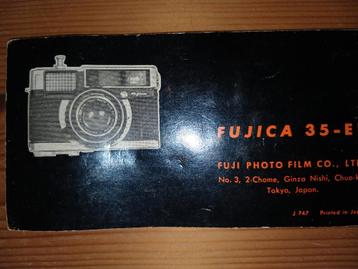 FUJICA 35-E
FUJI PHOTO FILM CO., LT
No. 3, 2-Chome, Ginza Nishi, Chuo-k
Tokyo, Japan.
J 747 Printed in Ja